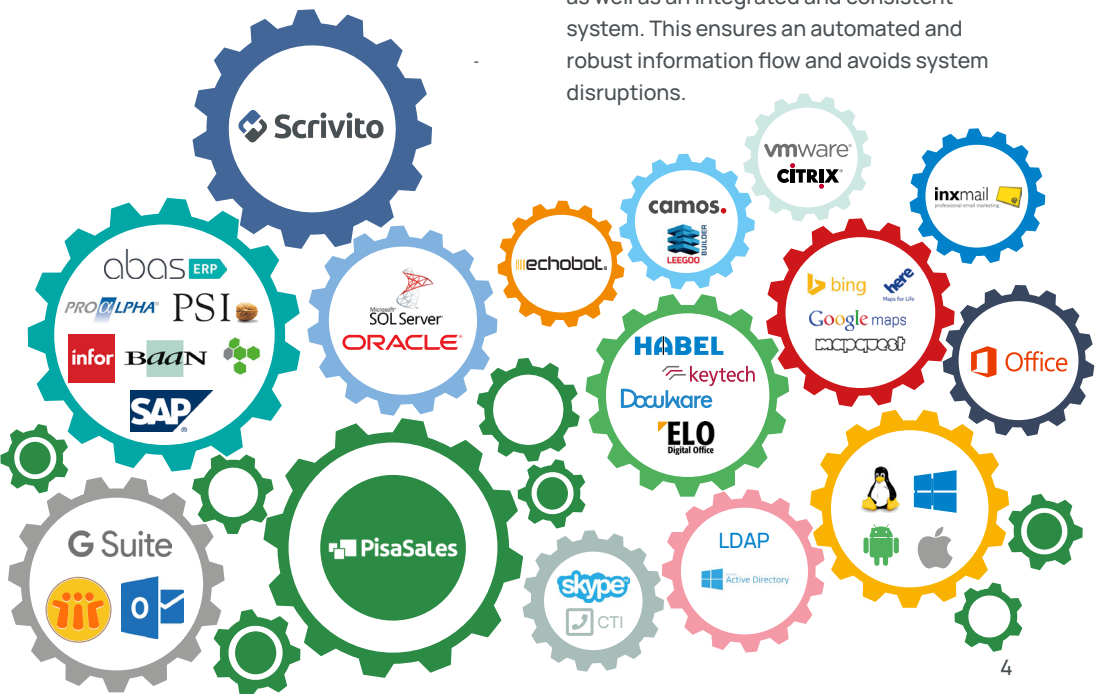 as well as an integrated and consistent
system. This ensures an automated and
robust information flow and avoids system
disruptions.
-
Scrivito
vmware®
CİTRIX®
inxmail
professional email marketing
camos.
LEEGOO
BUILDER
echobot.
abas ERP
PROALPHA®
PSI
infor
BaaN
SAP®
Microsoft®
SQL Server®
ORACLE®
bing
here
Maps for Life
Google maps
mapquest
Office
HABEL
keytech
DocuWare
ELO
Digital Office
G Suite
O
PisaSales
skype™
CTI
LDAP
Active Directory
4